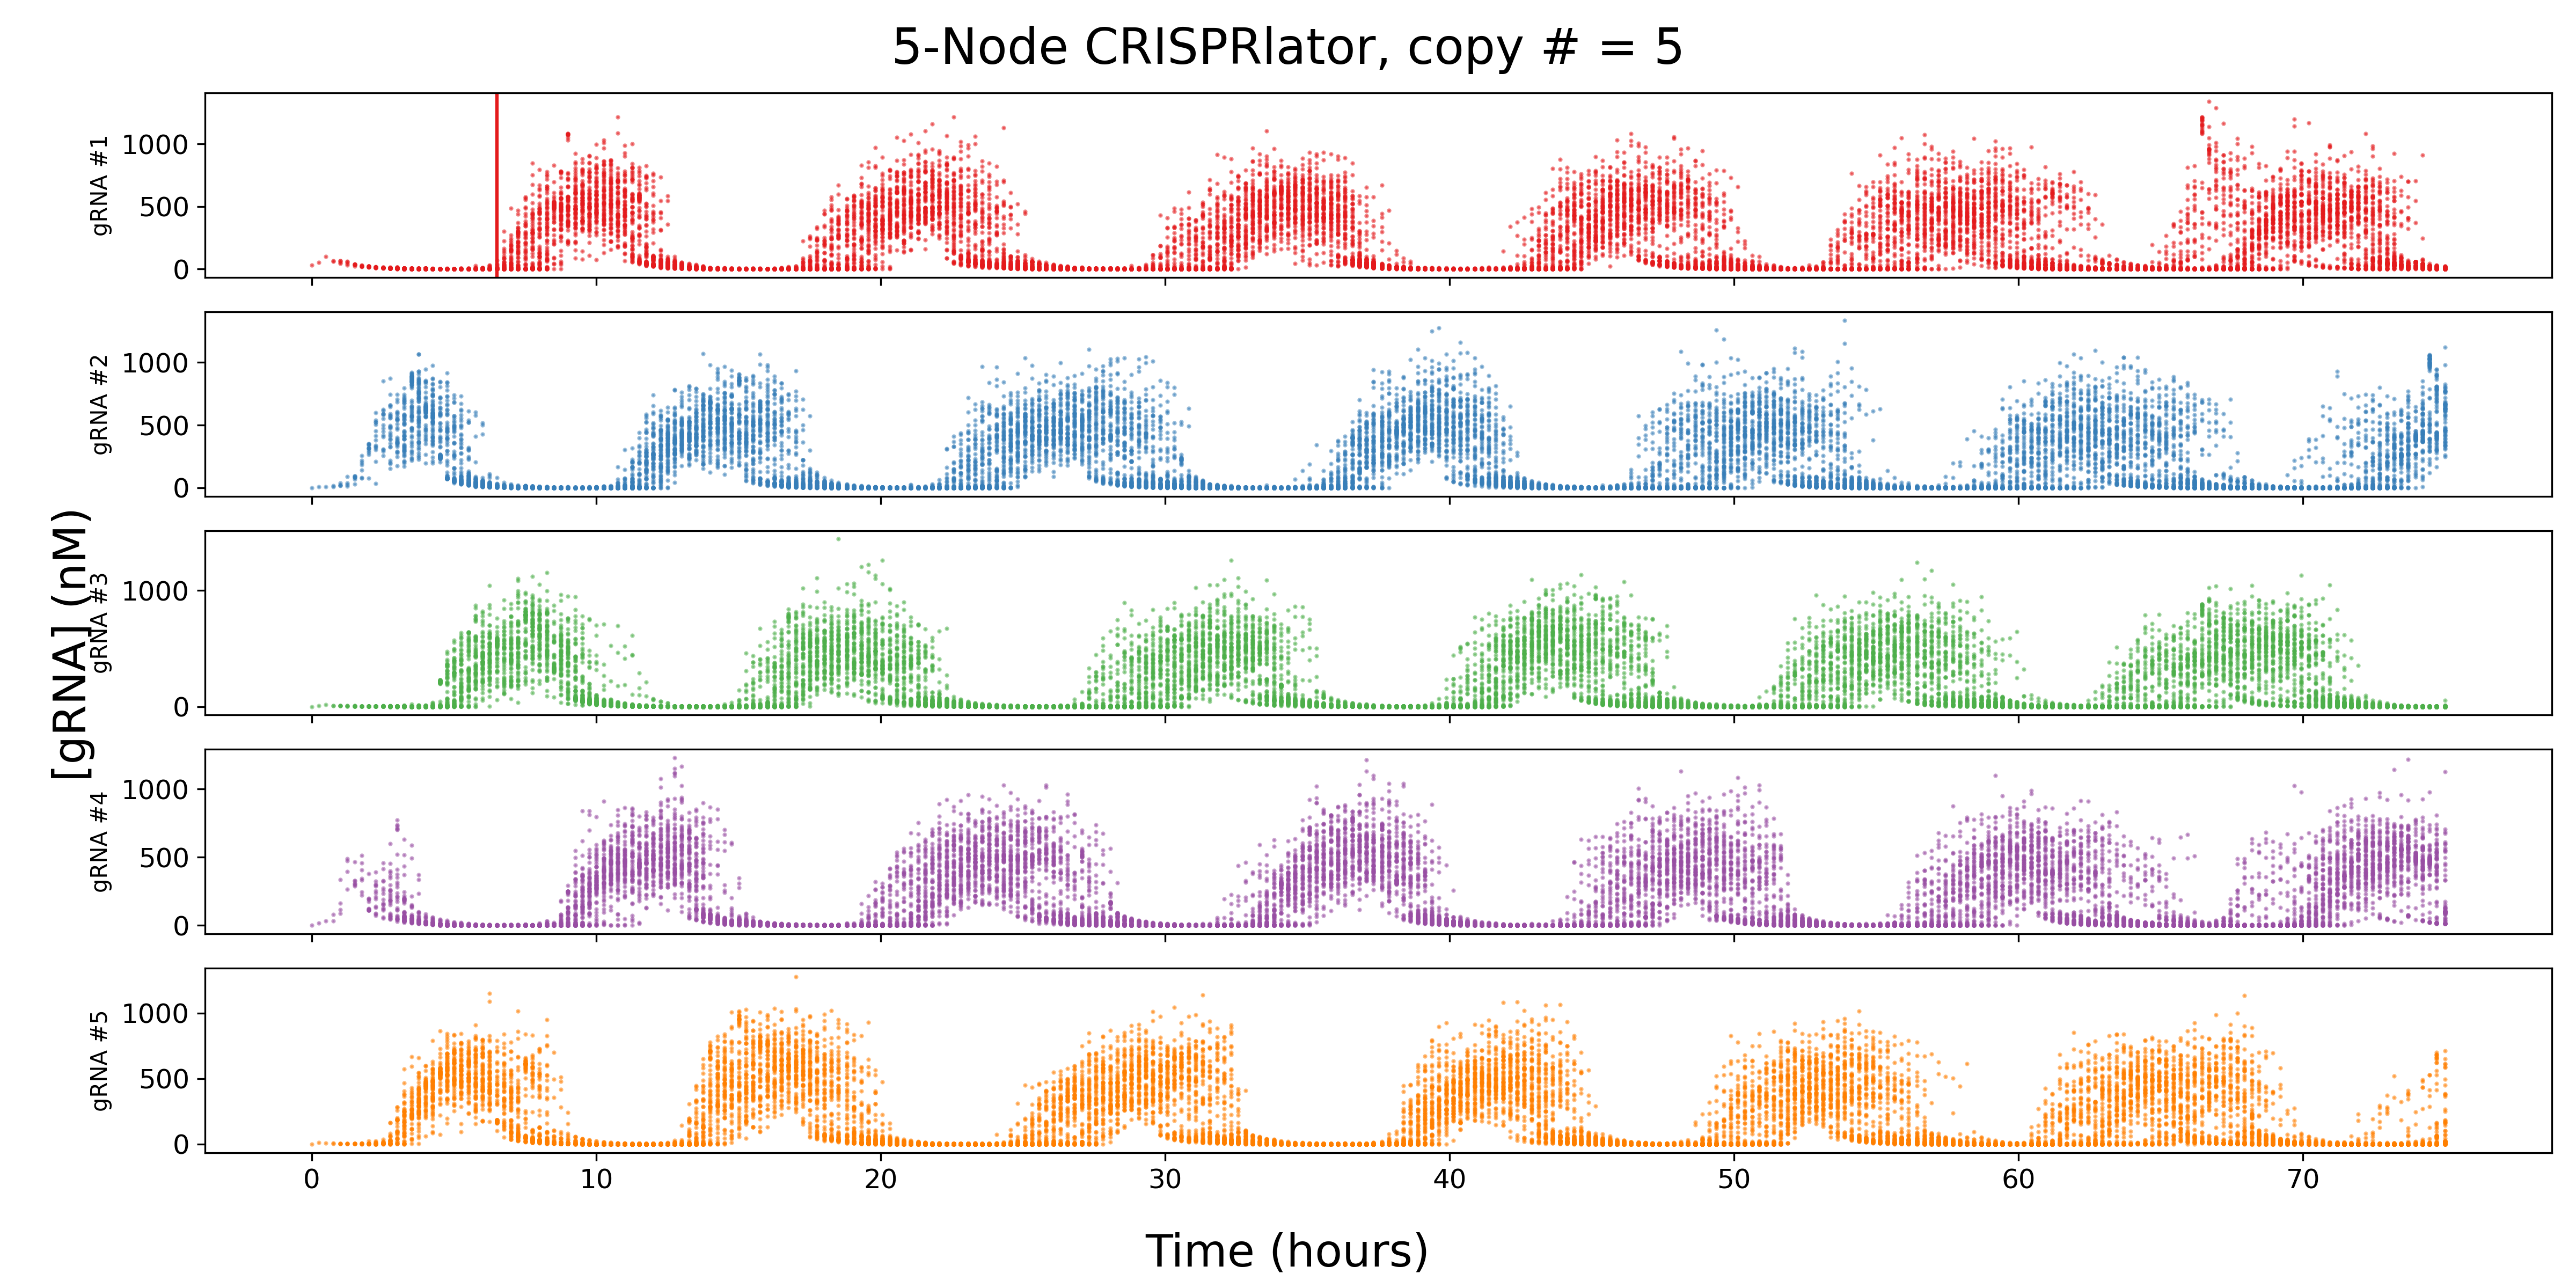 5-Node CRISPRlator, copy # = 5
[gRNA] (nM)
gRNA #1
1000
500
0
gRNA #2
1000
500
0
gRNA #3
1000
0
gRNA #4
1000
500
0
gRNA #5
1000
500
0
0 10 20 30 40 50 60 70
Time (hours)